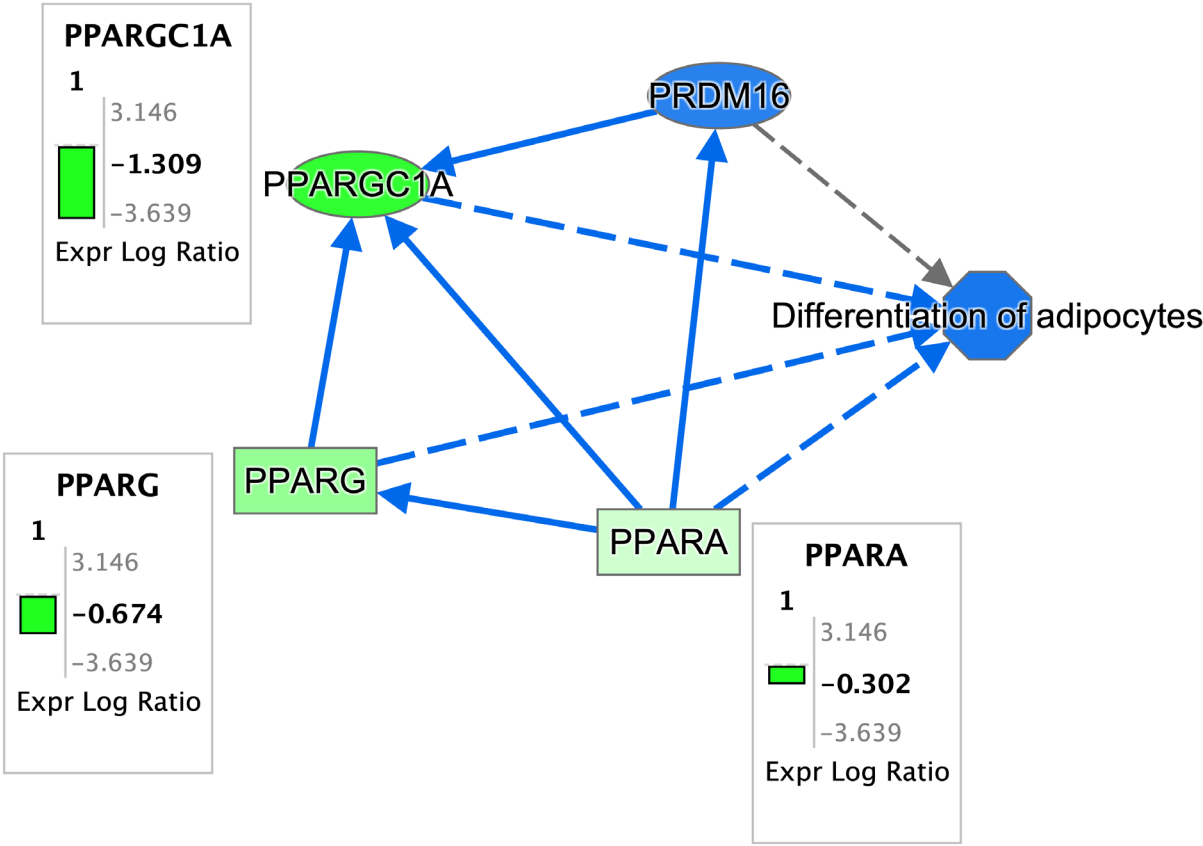 PPARGC1A
1
3.146
−1.309
−3.639
Expr Log Ratio
PRDM16
PPARGC1A
Differentiation of adipocytes
PPARG
1
3.146
−0.674
−3.639
Expr Log Ratio
PPARG
PPARA
PPARA
1
3.146
−0.302
−3.639
Expr Log Ratio